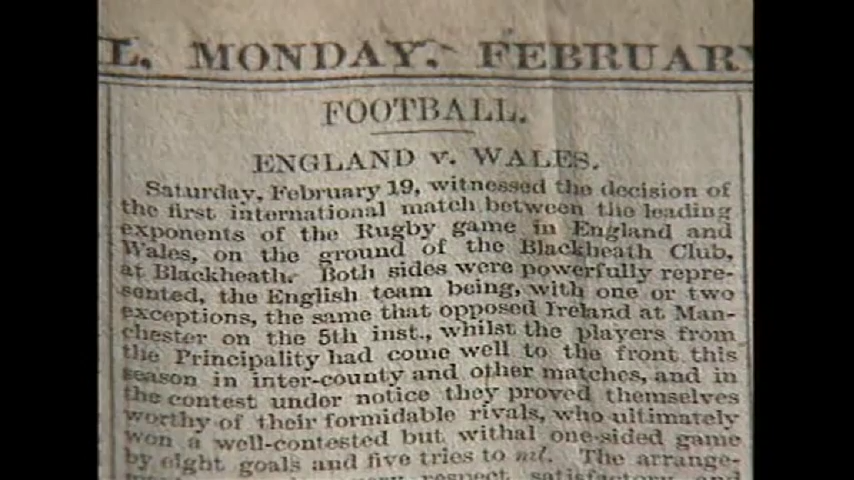 L, MONDAY, FEBRUARY
FOOTBALL.
ENGLAND v. WALES.
Saturday, February 19, witnessed the decision of
the first international match between the leading
exponents of the Rugby game in England and
Wales, on the ground of the Blackheath Club,
at Blackheath. Both sides were powerfully repre-
sented, the English team being, with one or two
exceptions, the same that opposed Ireland at Man-
chester on the 5th inst., whilst the players from
the Principality had come well to the front this
season in inter-county and other matches, and in
the contest under notice they proved themselves
worthy of their formidable rivals, who ultimately
won a well-contested but withal one-sided game
by eight goals and five tries to nil. The arrange-
respect satisfactory and